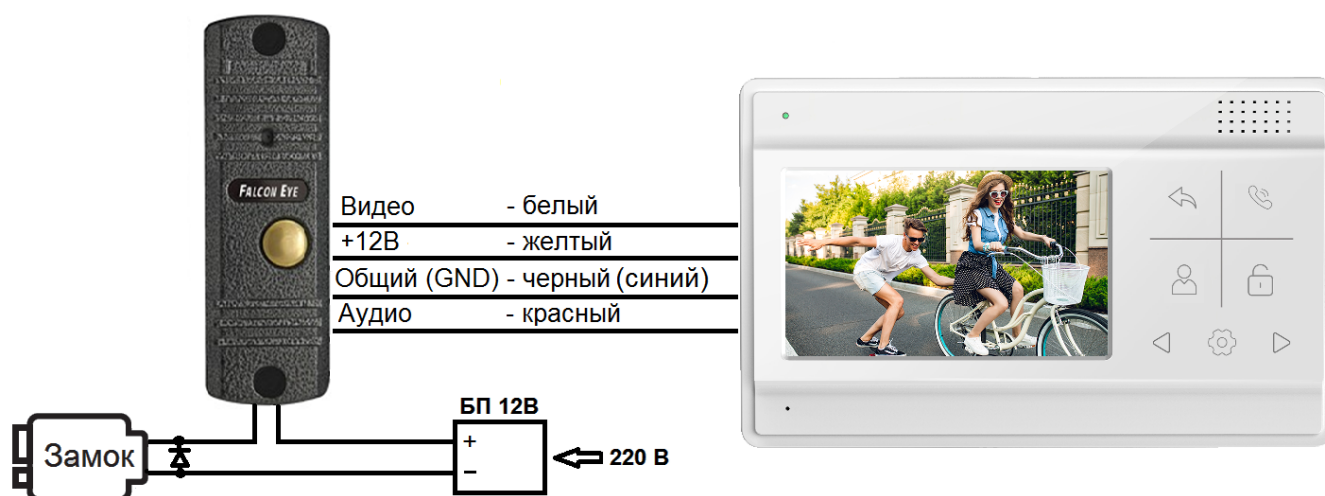 FALCON EYE
Видео - белый
+12В - желтый
Общий (GND) - черный (синий)
Аудио - красный
БП 12В
+
220 В
Замок
−